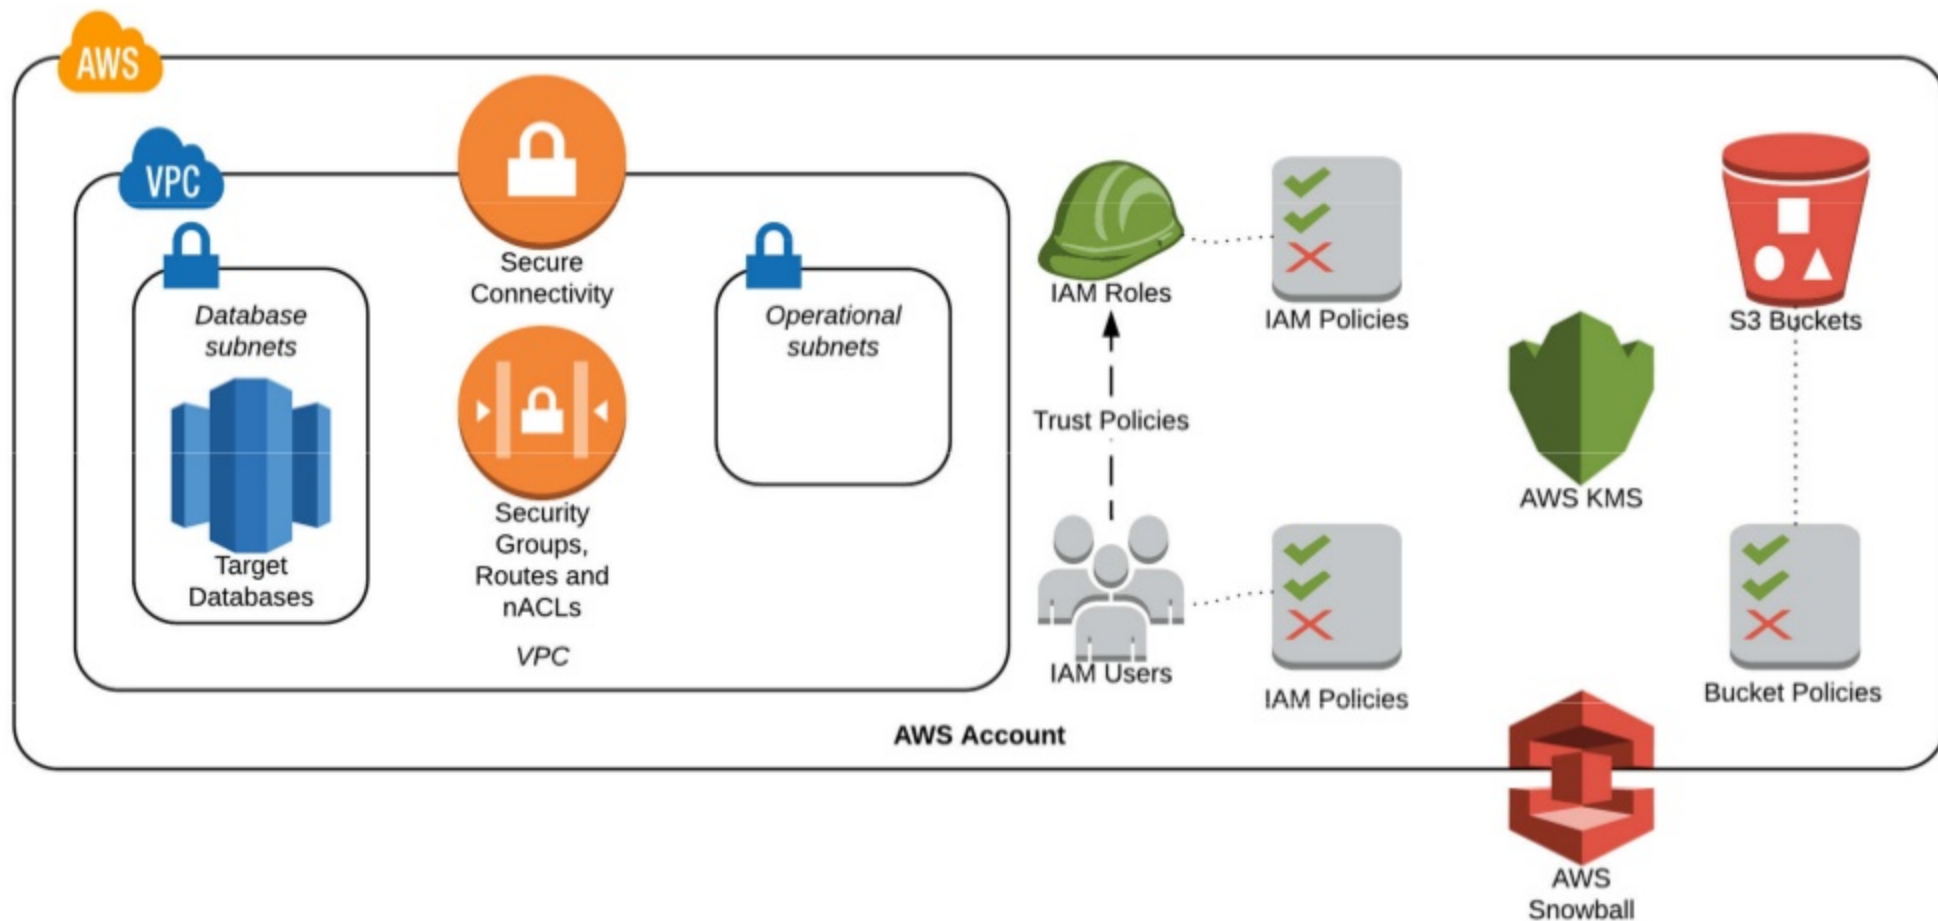 AWS
VPC
Secure
Connectivity
Database
subnets
Operational
subnets
Target
Databases
Security
Groups,
Routes and
nACLs
VPC
IAM Roles
IAM Policies
Trust Policies
IAM Users
IAM Policies
S3 Buckets
AWS KMS
Bucket Policies
AWS Account
AWS
Snowball